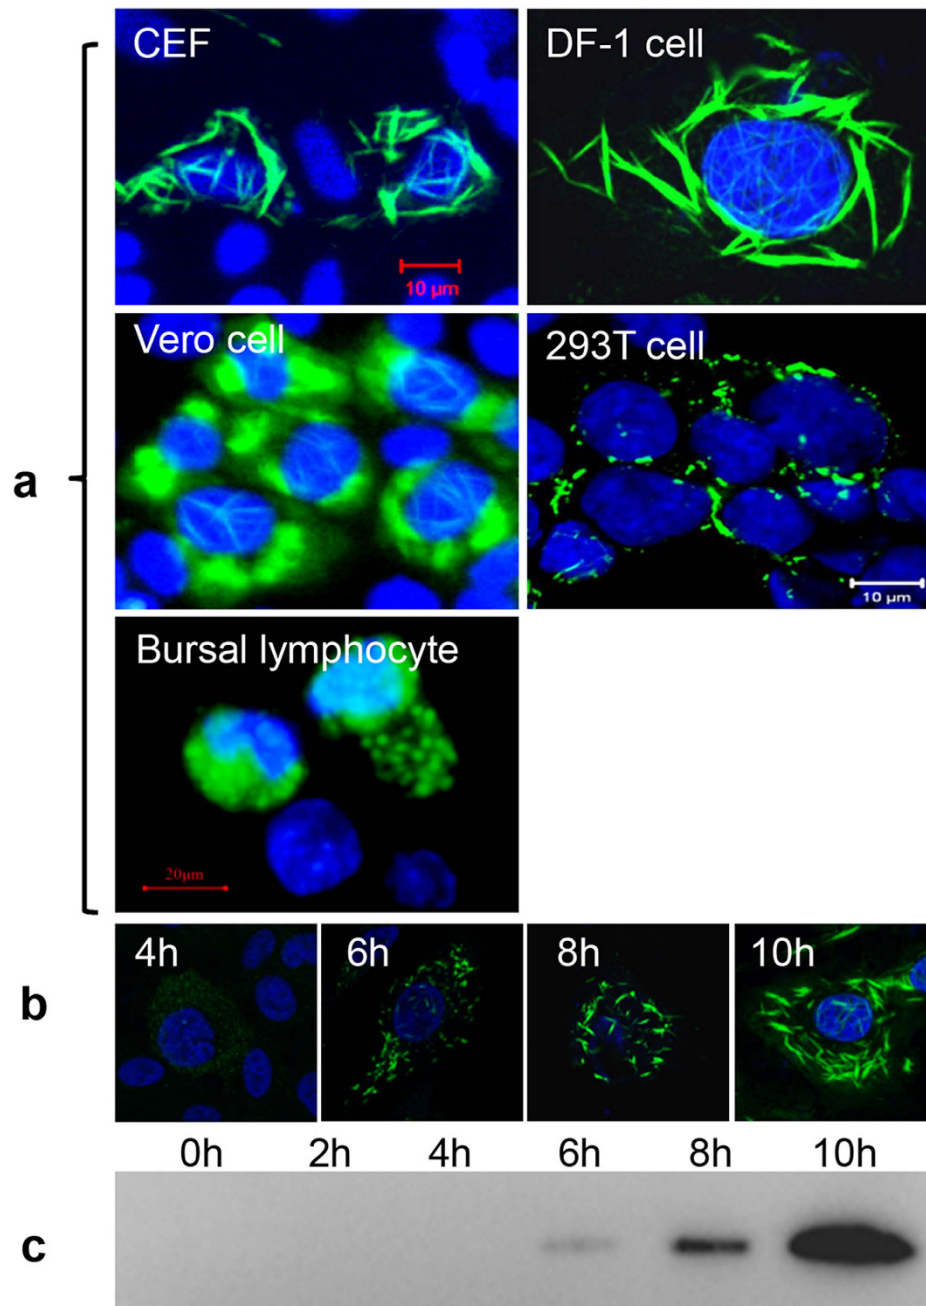 CEF
DF-1 cell
10 µm
Vero cell
293T cell
a
10 µm
Bursal lymphocyte
20µm
4h
6h
8h
10h
b
0h
2h
4h
6h
8h
10h
c